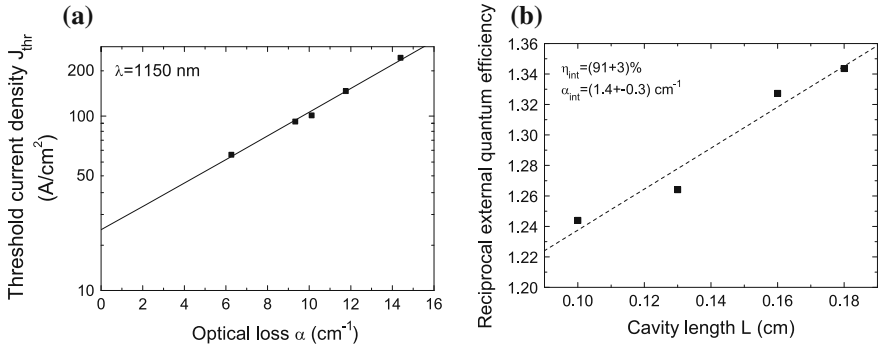 (a)
Threshold current density J_thr
(A/cm²)
λ=1150 nm
200
100
50
10
0 2 4 6 8 10 12 14 16
Optical loss α (cm⁻¹)
(b)
Reciprocal external quantum efficiency
η_int=(91+3)%
α_int=(1.4+-0.3) cm⁻¹
1.36
1.34
1.32
1.30
1.28
1.26
1.24
1.22
1.20
0.10 0.12 0.14 0.16 0.18
Cavity length L (cm)